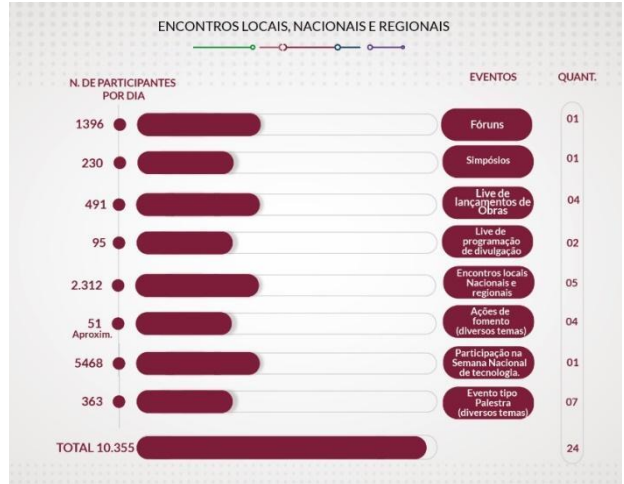 ENCONTROS LOCAIS, NACIONAIS E REGIONAIS
N. DE PARTICIPANTES
POR DIA
EVENTOS
QUANT.
1396
Fóruns
01
230
Simpósios
01
491
Live de
lançamentos de
Obras
04
95
Live de
programação
de divulgação
02
2.312
Encontros locais
Nacionais e
regionais
05
51
Aproxim.
Ações de
fomento
(diversos temas)
04
5468
Participação na
Semana Nacional
de tecnologia.
01
363
Evento tipo
Palestra
(diversos temas)
07
TOTAL 10.355
24